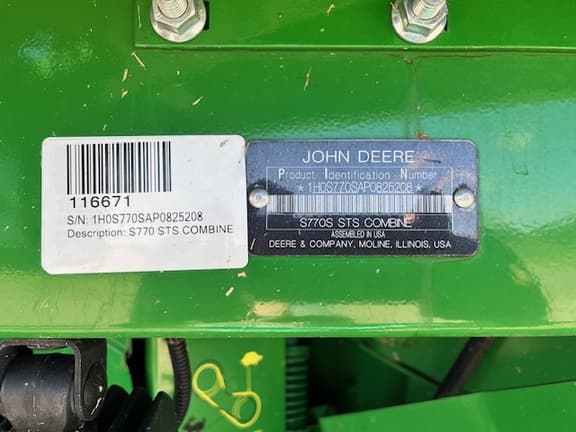 116671
S/N: 1H0S770SAP0825208
Description: S770 STS COMBINE
JOHN DEERE
Product Identification Number
*1H0S770SAP0825208*
S770S STS COMBINE
ASSEMBLED IN USA
DEERE & COMPANY, MOLINE, ILLINOIS, USA